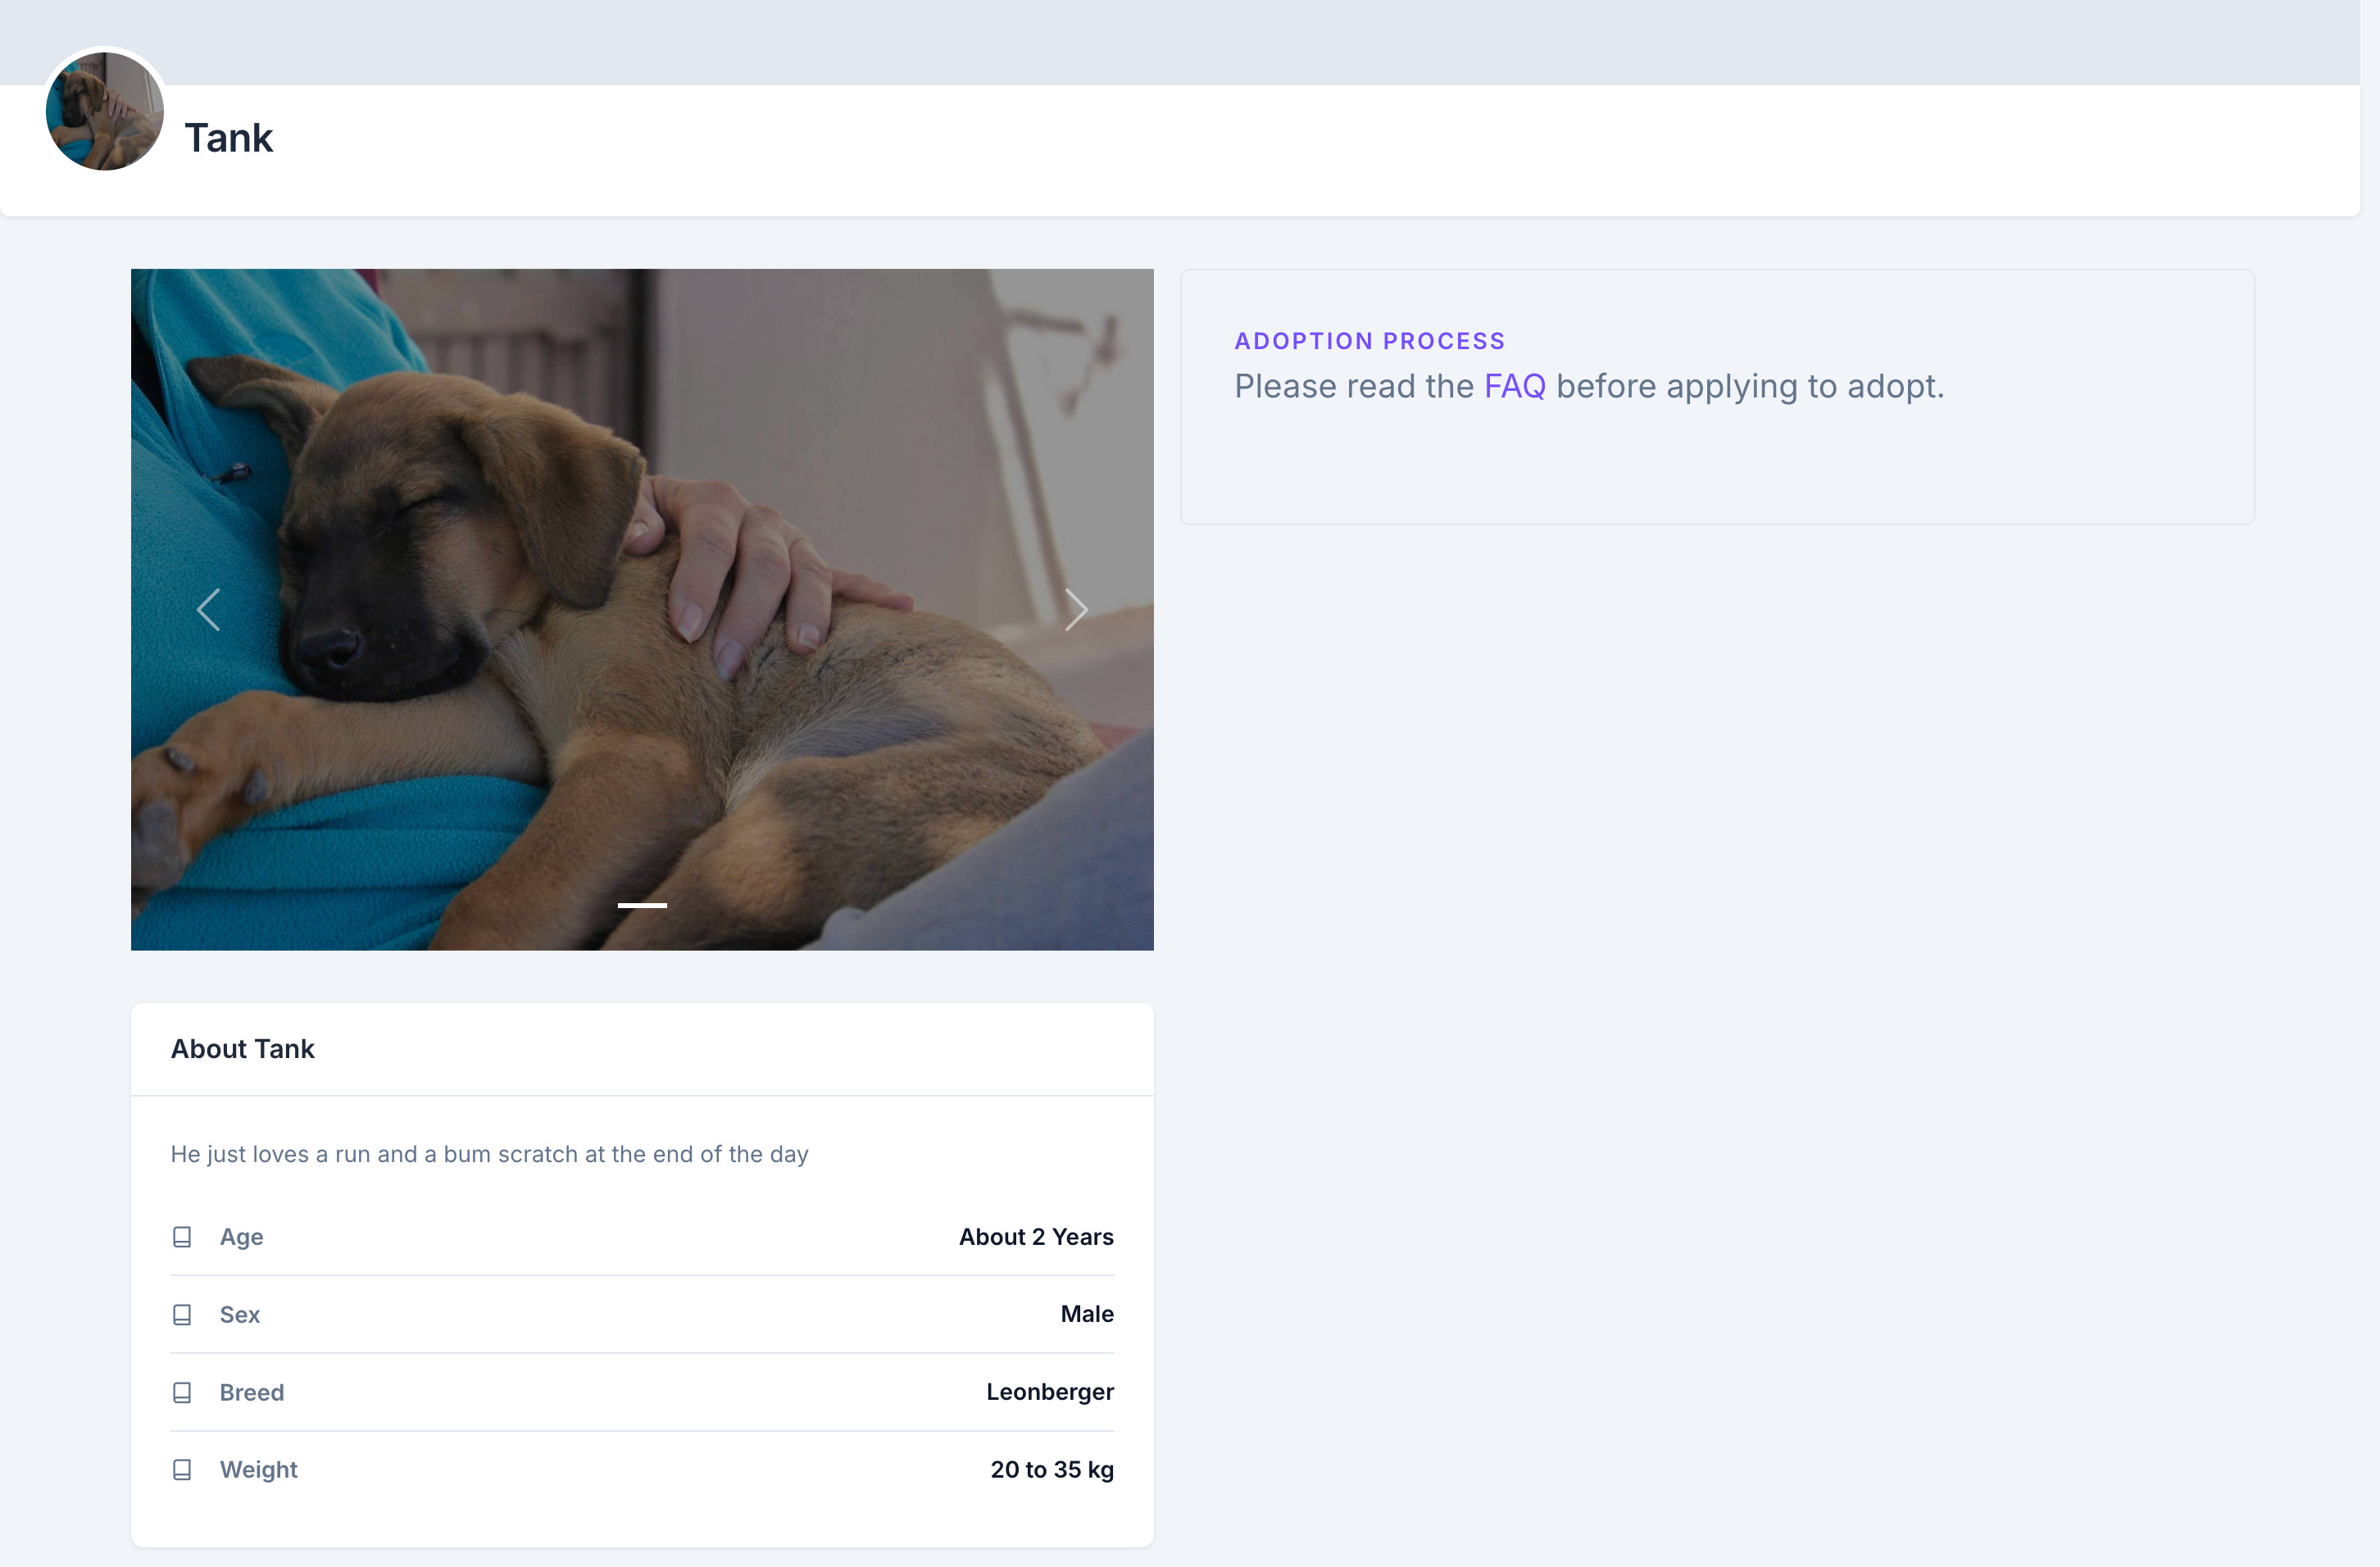 Tank
ADOPTION PROCESS
Please read the FAQ before applying to adopt.
About Tank
He just loves a run and a bum scratch at the end of the day
Age About 2 Years
Sex Male
Breed Leonberger
Weight 20 to 35 kg